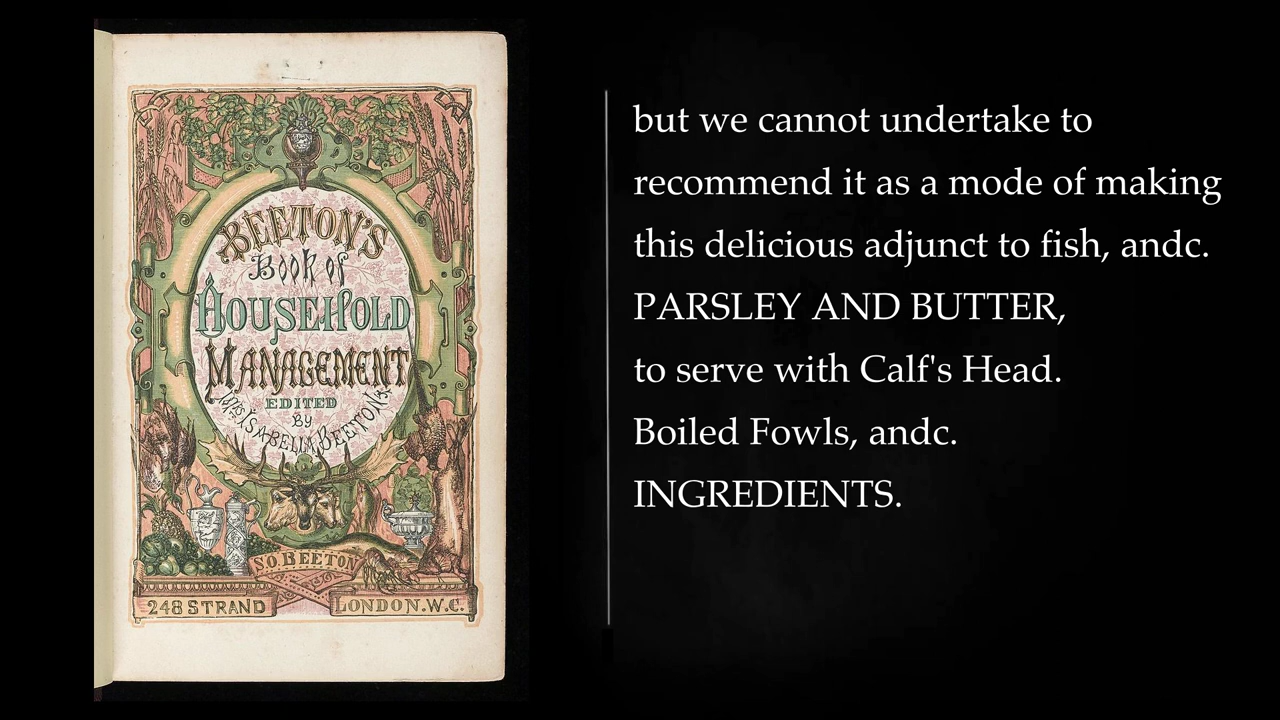 BEETON'S
Book of
HOUSEHOLD
MANAGEMENT
EDITED
By
MRS ISABELLA BEETON
S.O. BEETON
248 STRAND
LONDON. W.C.
but we cannot undertake to
recommend it as a mode of making
this delicious adjunct to fish, andc.
PARSLEY AND BUTTER,
to serve with Calf's Head.
Boiled Fowls, andc.
INGREDIENTS.